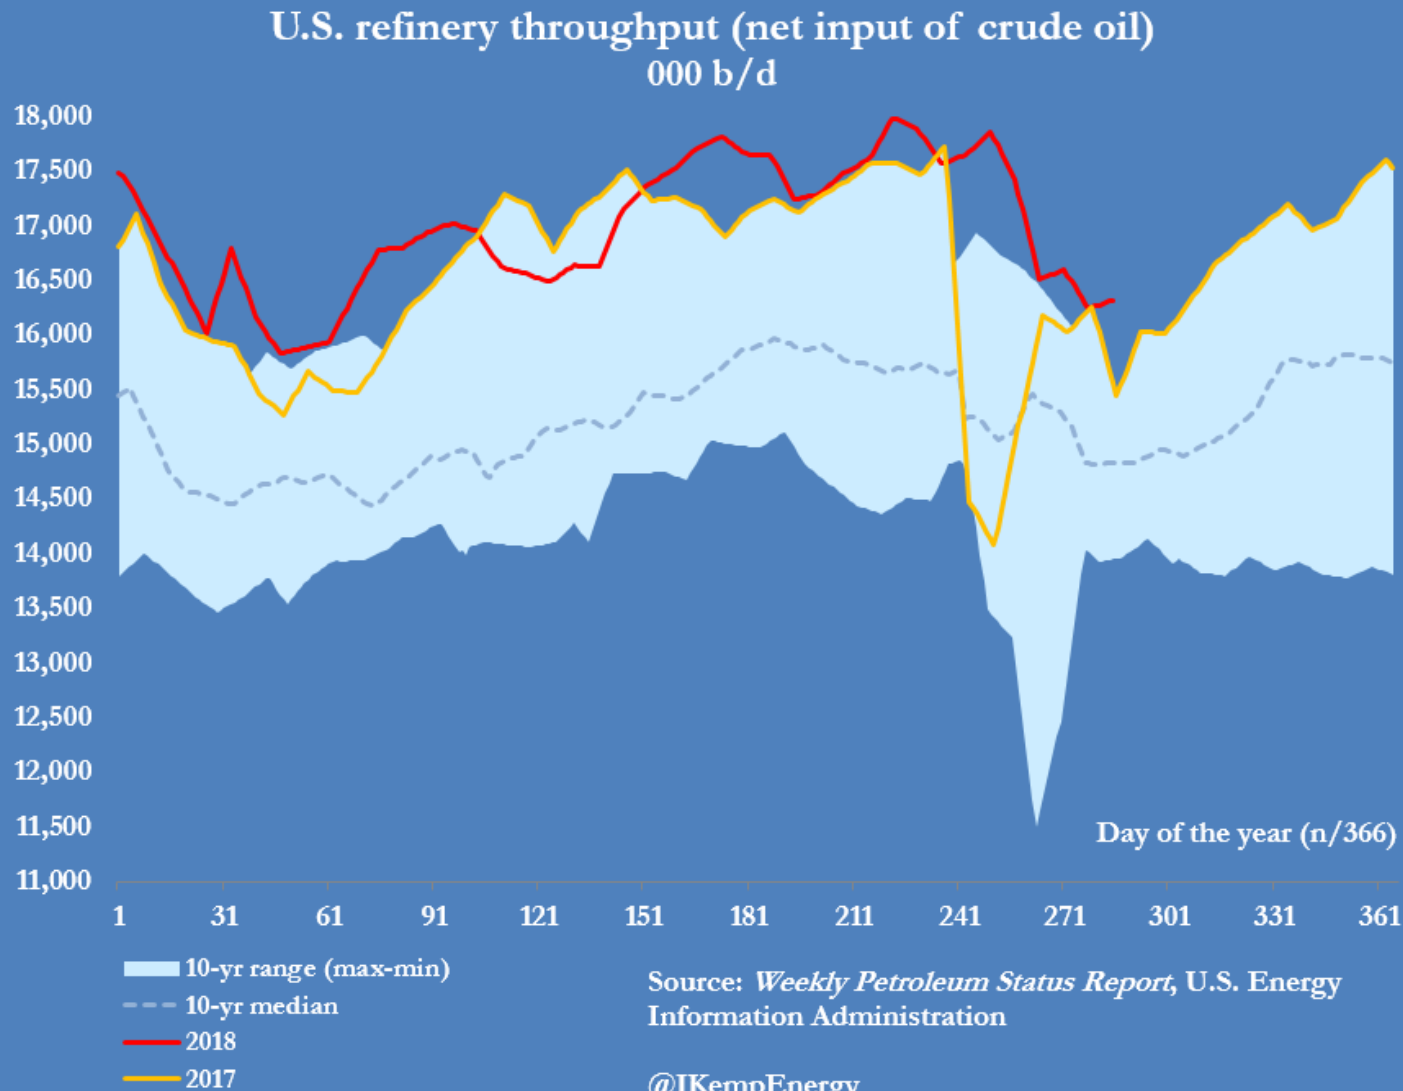 U.S. refinery throughput (net input of crude oil)
000 b/d
18,000
17,500
17,000
16,500
16,000
15,500
15,000
14,500
14,000
13,500
13,000
12,500
12,000
11,500
11,000
Day of the year (n/366)
1 31 61 91 121 151 181 211 241 271 301 331 361
10-yr range (max-min)
10-yr median
2018
2017
Source: Weekly Petroleum Status Report, U.S. Energy
Information Administration
@JKempEnergy